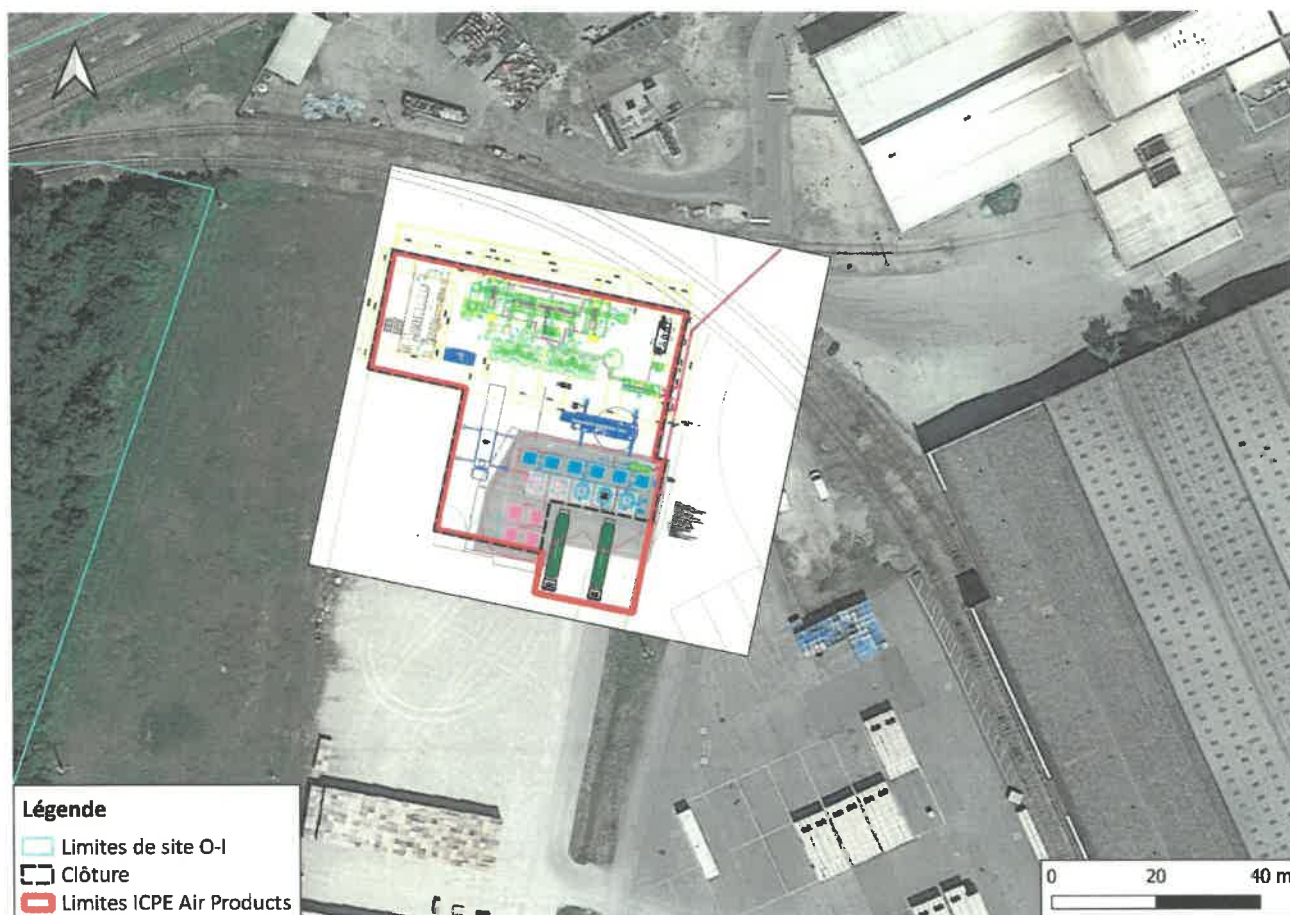 Légende
Limites de site O-I
Clôture
Limites ICPE Air Products
0 20 40 m